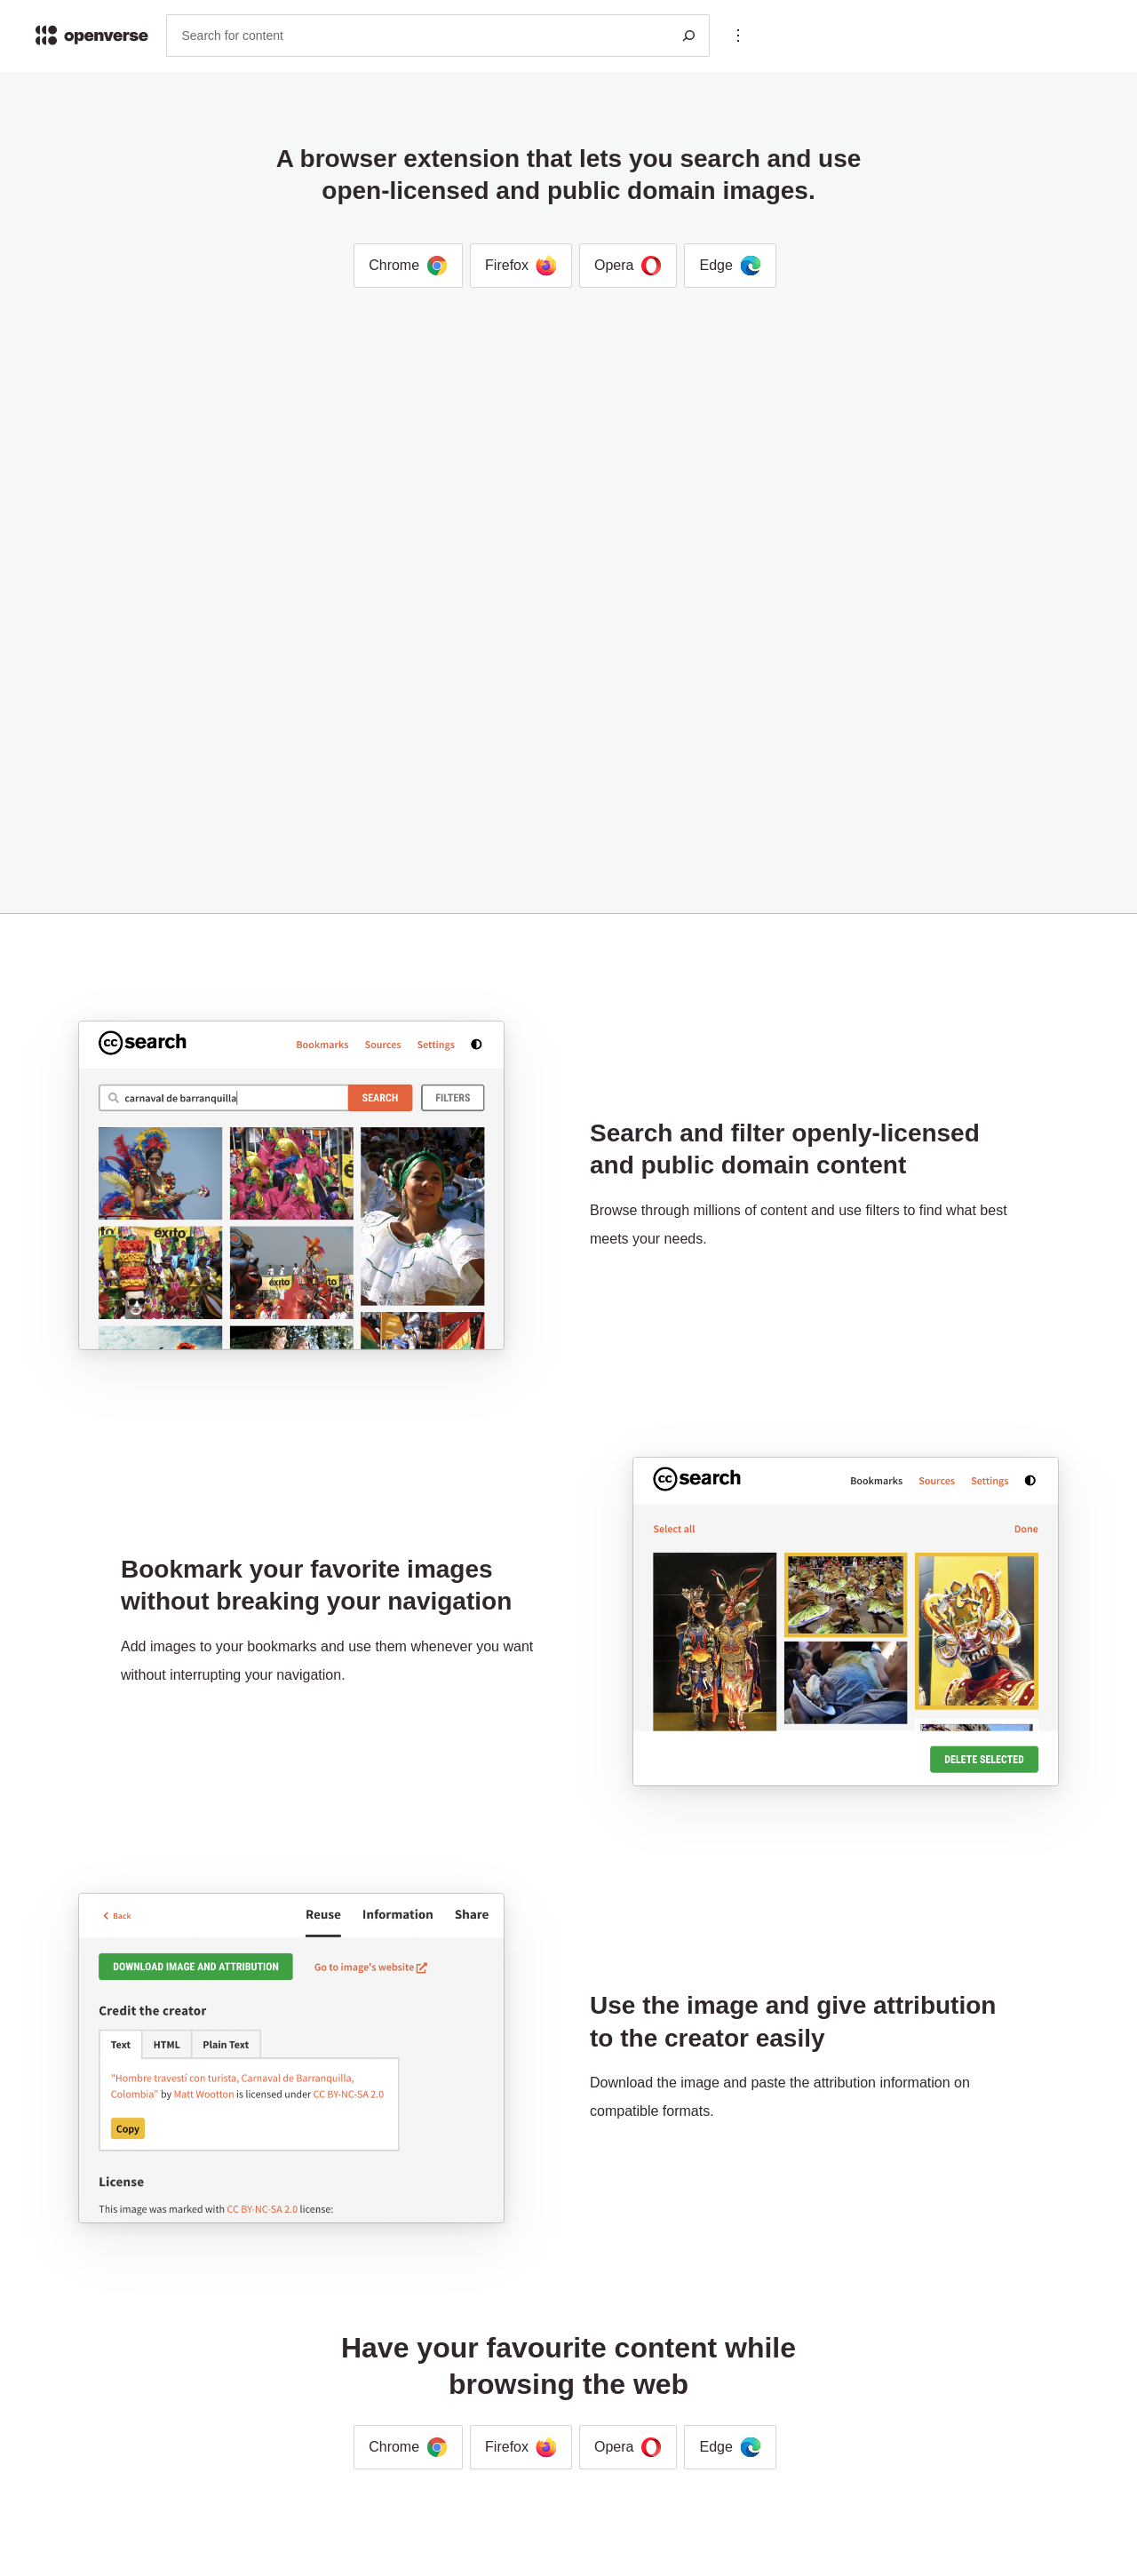 openverse
Search for content
A browser extension that lets you search and use
open-licensed and public domain images.
Chrome
Firefox
Opera
Edge
cc search
Bookmarks
Sources
Settings
carnaval de barranquilla
SEARCH
FILTERS
éxito
éxito
Search and filter openly-licensed
and public domain content
Browse through millions of content and use filters to find what best
meets your needs.
Bookmark your favorite images
without breaking your navigation
Add images to your bookmarks and use them whenever you want
without interrupting your navigation.
cc search
Bookmarks
Sources
Settings
Select all
Done
DELETE SELECTED
Back
Reuse
Information
Share
DOWNLOAD IMAGE AND ATTRIBUTION
Go to image's website
Credit the creator
Text
HTML
Plain Text
"Hombre travestí con turista, Carnaval de Barranquilla,
Colombia" by Matt Wootton is licensed under CC BY-NC-SA 2.0
Copy
License
This image was marked with CC BY-NC-SA 2.0 license:
Use the image and give attribution
to the creator easily
Download the image and paste the attribution information on
compatible formats.
Have your favourite content while
browsing the web
Chrome
Firefox
Opera
Edge